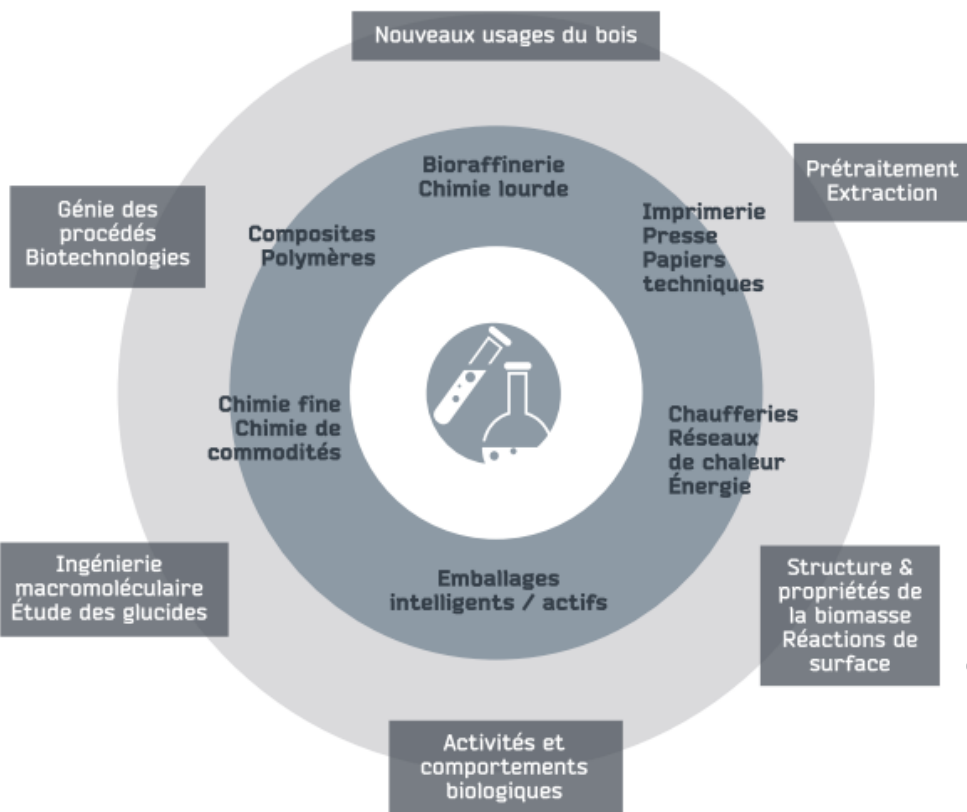 Nouveaux usages du bois
Prétraitement
Extraction
Génie des
procédés
Biotechnologies
Bioraffinerie
Chimie lourde
Composites
Polymères
Imprimerie
Presse
Papiers
techniques
Chimie fine
Chimie de
commodités
Chaufferies
Réseaux
de chaleur
Énergie
Emballages
intelligents / actifs
Ingénierie
macromoléculaire
Étude des glucides
Structure &
propriétés de
la biomasse
Réactions de
surface
Activités et
comportements
biologiques